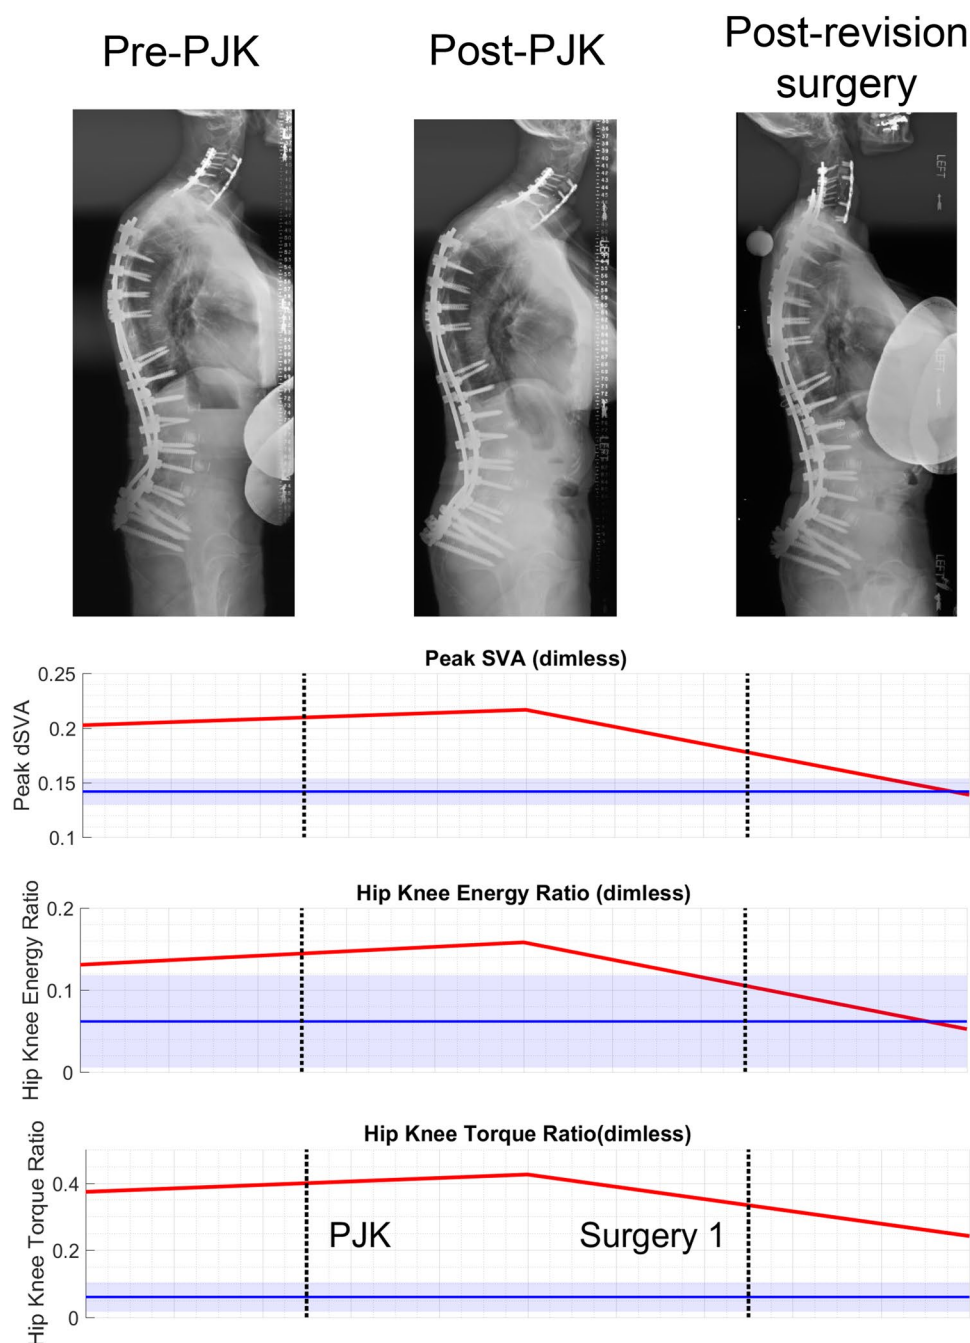 Pre-PJK
Post-PJK
Post-revision
surgery
LEFT
LEFT
LEFT
LEFT
LEFT
Peak SVA (dimless)
Peak dSVA
0.25
0.2
0.15
0.1
Hip Knee Energy Ratio (dimless)
Hip Knee Energy Ratio
0.2
0.1
0
Hip Knee Torque Ratio(dimless)
Hip Knee Torque Ratio
0.4
0.2
0
PJK
Surgery 1